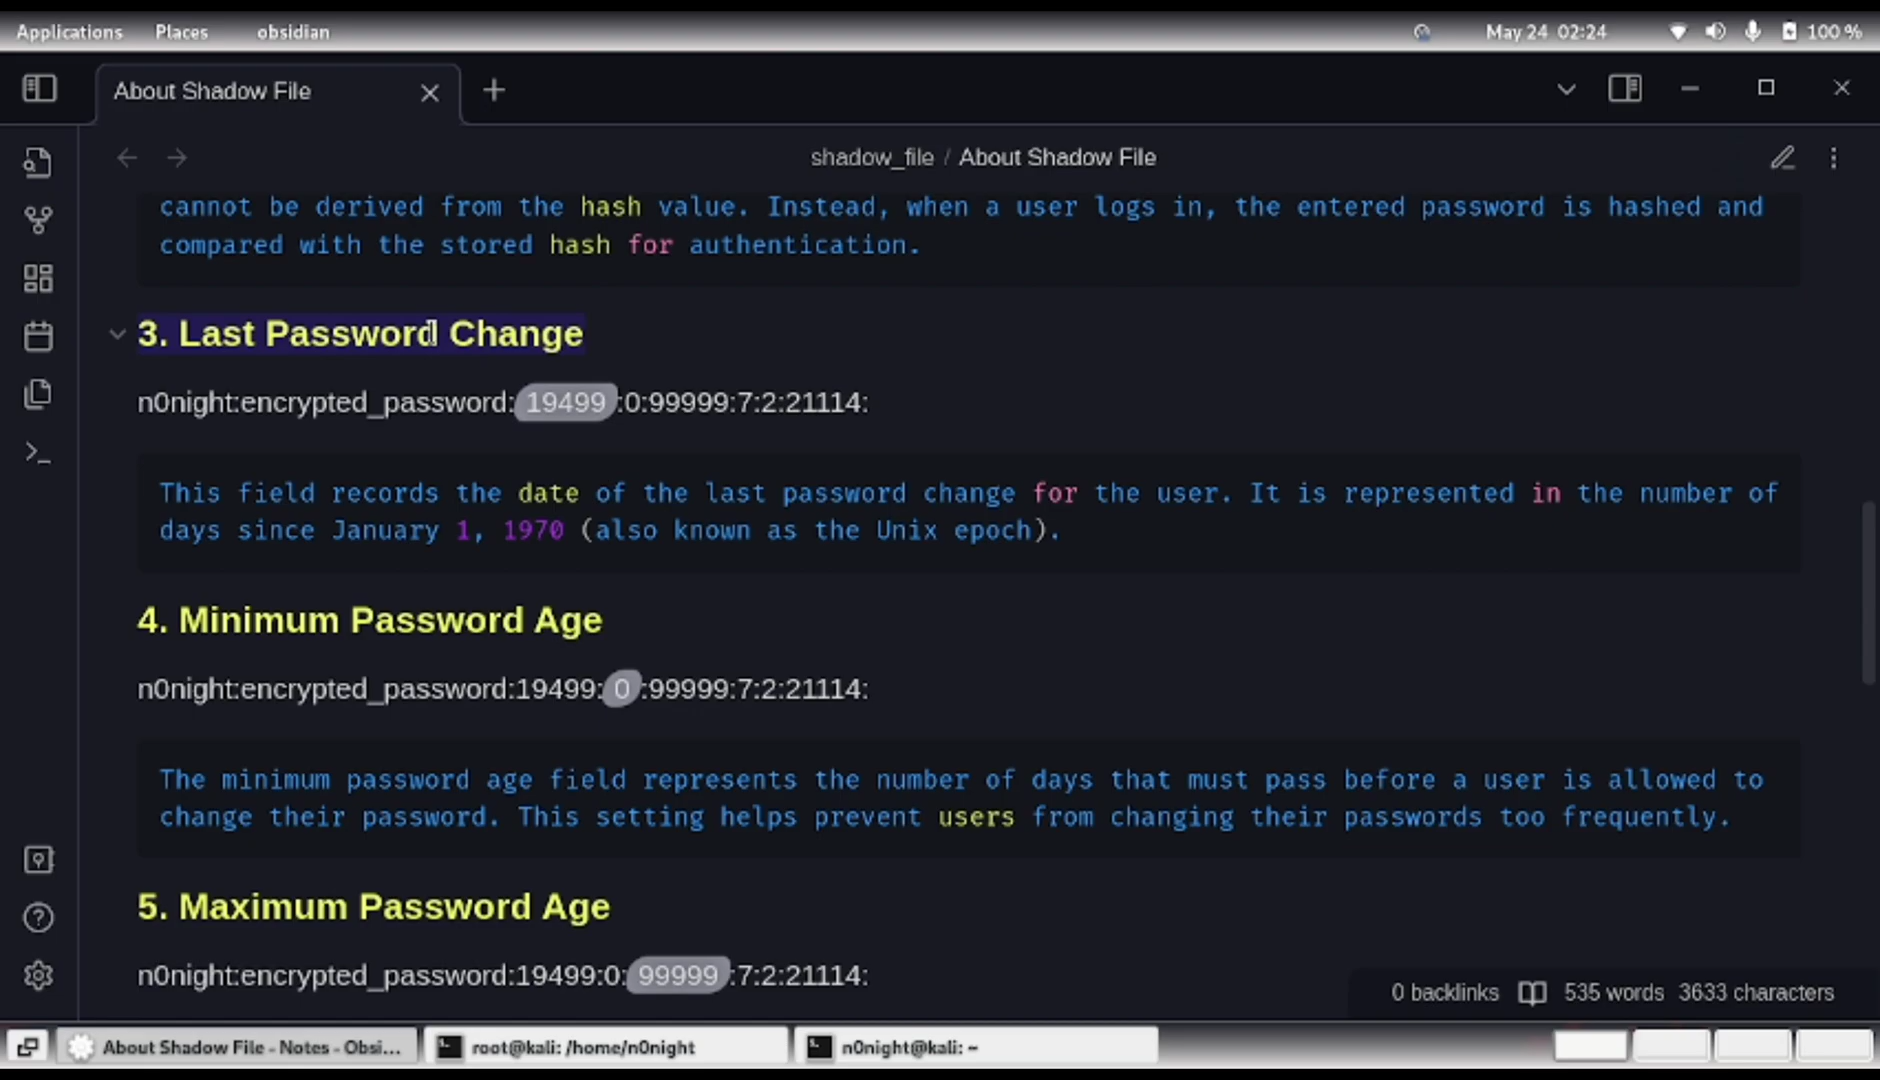 Applications Places obsidian May 24 02:24 100 %
About Shadow File
shadow_file / About Shadow File
cannot be derived from the hash value. Instead, when a user logs in, the entered password is hashed and
compared with the stored hash for authentication.
3. Last Password Change
n0night:encrypted_password:19499:0:99999:7:2:21114:
This field records the date of the last password change for the user. It is represented in the number of
days since January 1, 1970 (also known as the Unix epoch).
4. Minimum Password Age
n0night:encrypted_password:19499:0:99999:7:2:21114:
The minimum password age field represents the number of days that must pass before a user is allowed to
change their password. This setting helps prevent users from changing their passwords too frequently.
5. Maximum Password Age
n0night:encrypted_password:19499:0:99999:7:2:21114:
0 backlinks 535 words 3633 characters
About Shadow File - Notes - Obsi... root@kali: /home/n0night n0night@kali: ~